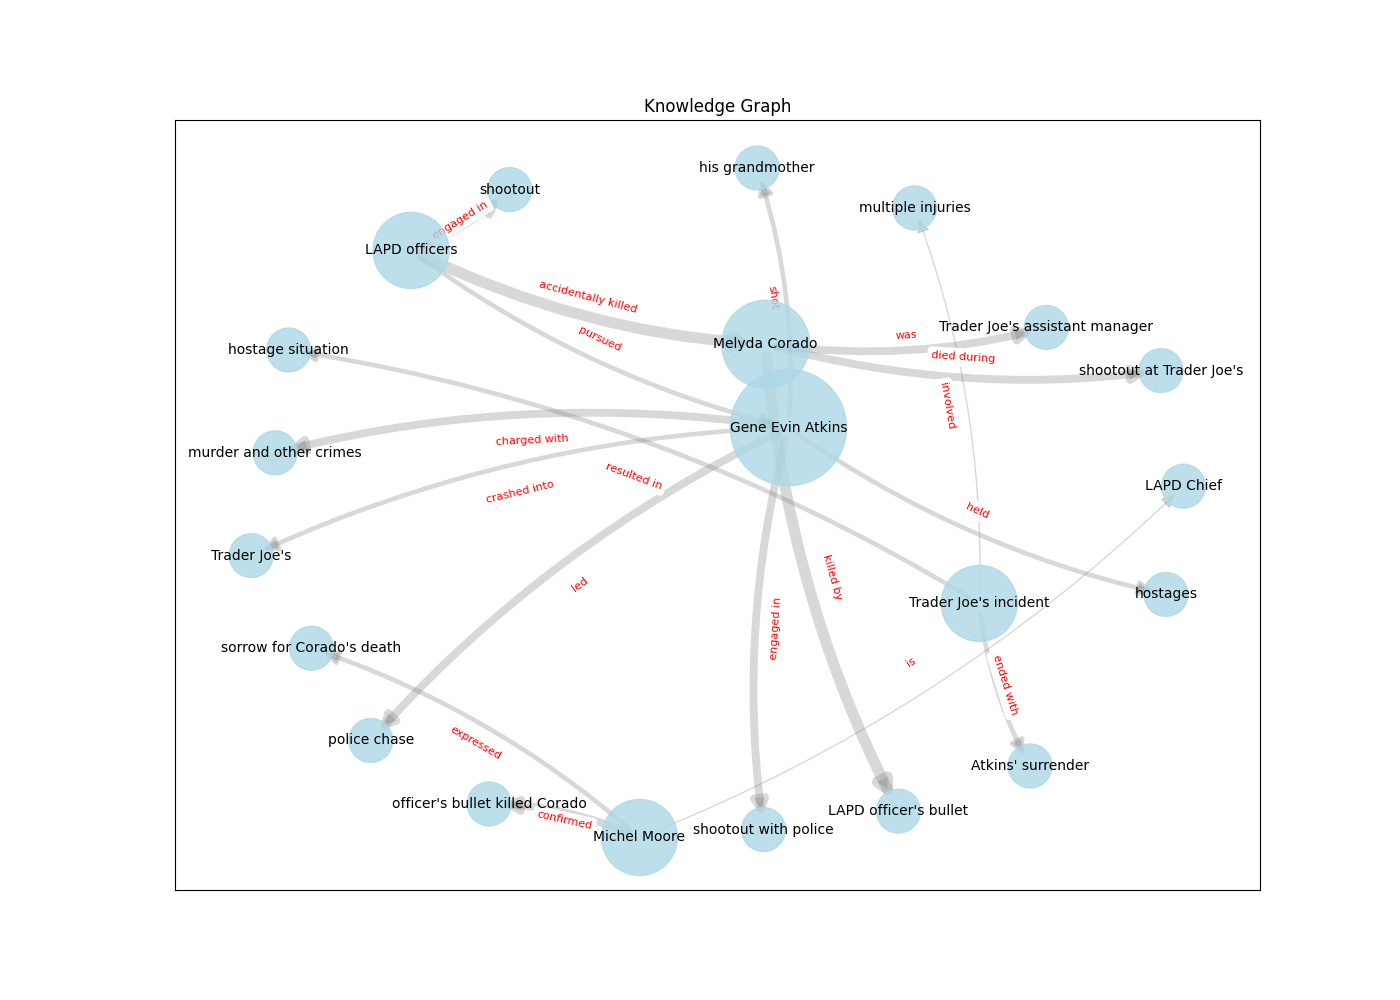 Knowledge Graph
his grandmother
shootout
multiple injuries
engaged in
LAPD officers
accidentally killed
shot
Trader Joe's assistant manager
was
pursued
Melyda Corado
hostage situation
died during
shootout at Trader Joe's
involved
Gene Evin Atkins
charged with
murder and other crimes
resulted in
LAPD Chief
crashed into
held
Trader Joe's
killed by
led
hostages
Trader Joe's incident
engaged in
sorrow for Corado's death
is
ended with
police chase
expressed
Atkins' surrender
officer's bullet killed Corado
LAPD officer's bullet
confirmed
shootout with police
Michel Moore